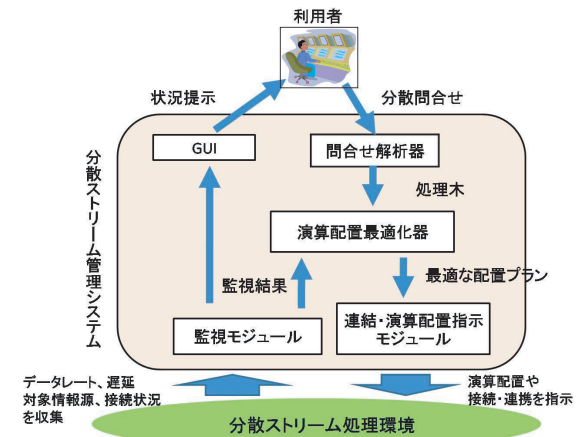 利用者
状況提示
分散問合せ
GUI
問合せ解析器
処理木
分散ストリーム管理システム
演算配置最適化器
監視結果
最適な配置プラン
監視モジュール
連結・演算配置指示
モジュール
データレート、遅延
対象情報源、接続状況
を収集
演算配置や
接続・連携を指示
分散ストリーム処理環境